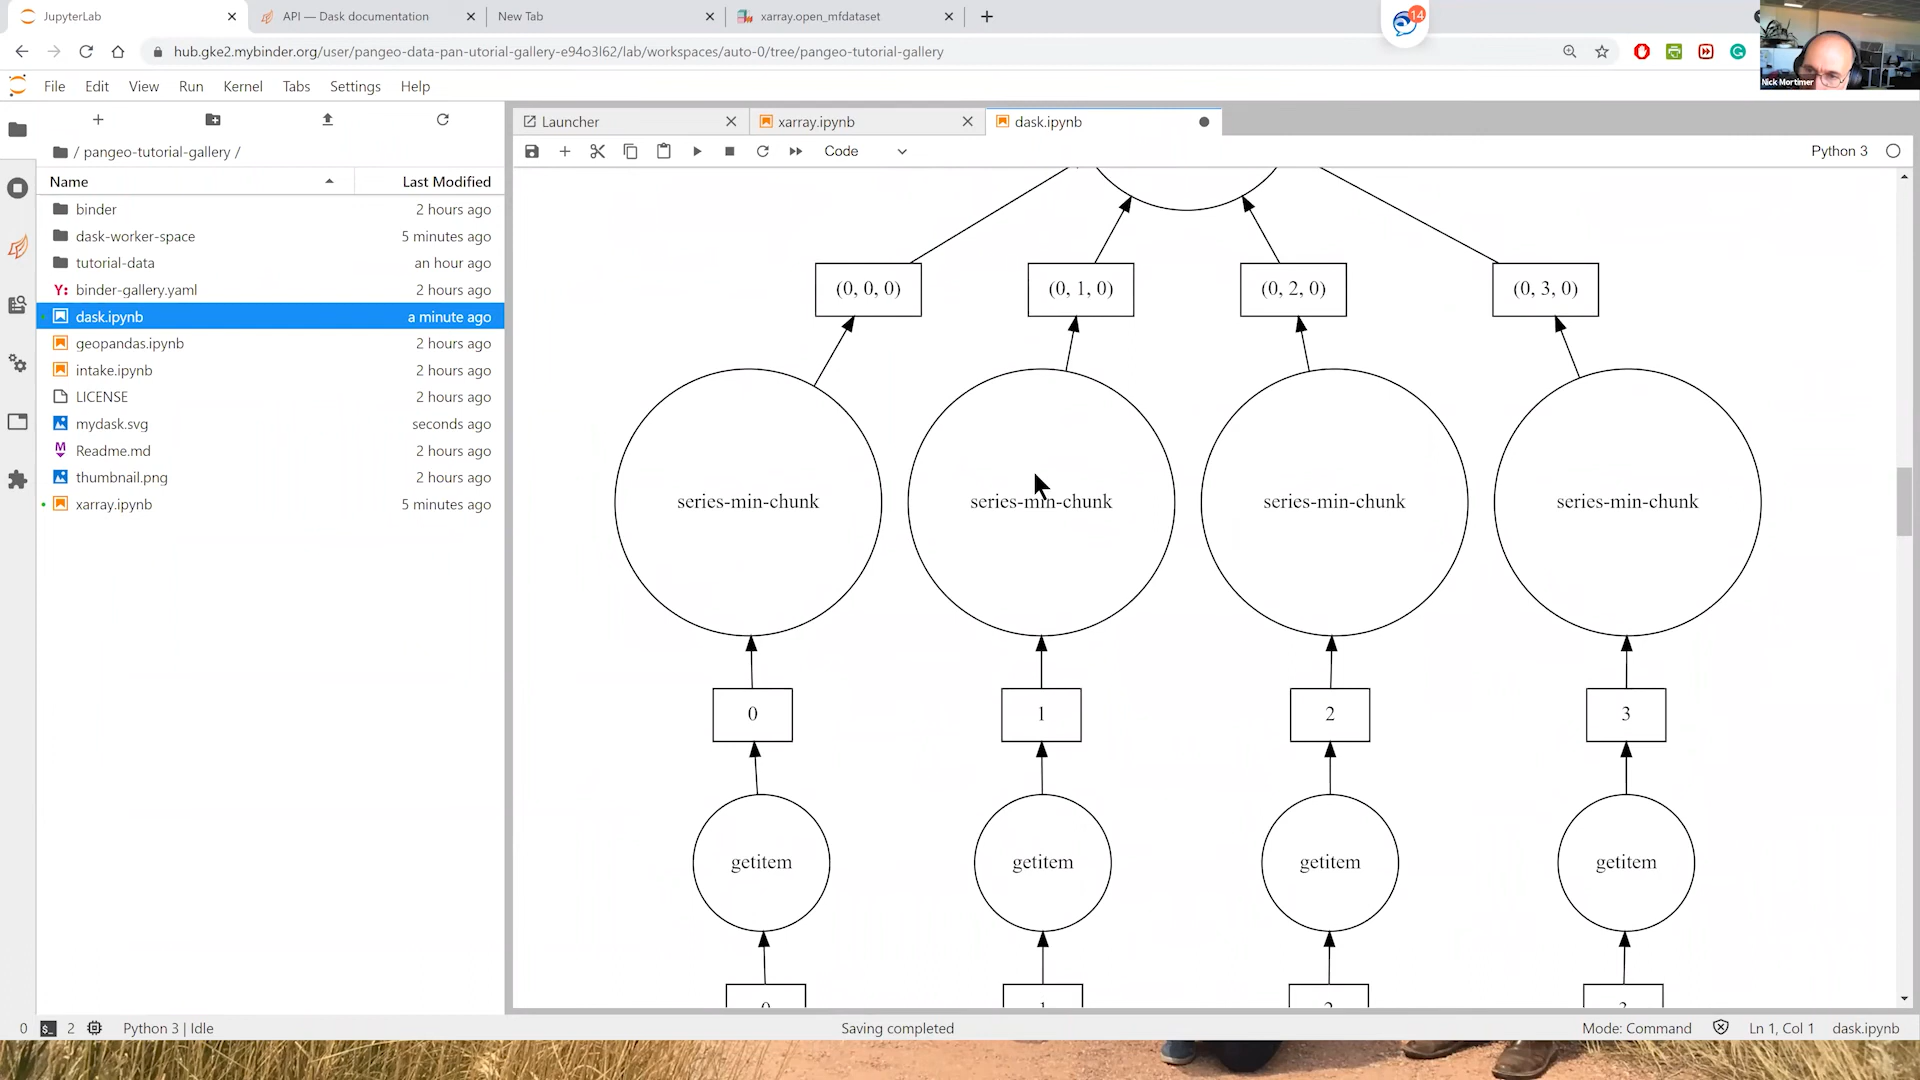 JupyterLab
API — Dask documentation
New Tab
xarray.open_mfdataset
14
hub.gke2.mybinder.org/user/pangeo-data-pan-utorial-gallery-e94o3l62/lab/workspaces/auto-0/tree/pangeo-tutorial-gallery
Nick Mortimer
File Edit View Run Kernel Tabs Settings Help
/ pangeo-tutorial-gallery /
Name Last Modified
binder 2 hours ago
dask-worker-space 5 minutes ago
tutorial-data an hour ago
Y: binder-gallery.yaml 2 hours ago
dask.ipynb a minute ago
geopandas.ipynb 2 hours ago
intake.ipynb 2 hours ago
LICENSE 2 hours ago
mydask.svg seconds ago
M Readme.md 2 hours ago
thumbnail.png 2 hours ago
xarray.ipynb 5 minutes ago
Launcher
xarray.ipynb
dask.ipynb
Code
Python 3
(0, 0, 0) (0, 1, 0) (0, 2, 0) (0, 3, 0)
series-min-chunk series-min-chunk series-min-chunk series-min-chunk
0 1 2 3
getitem getitem getitem getitem
0 1 2 3
0 $_ 2 Python 3 | Idle Saving completed Mode: Command Ln 1, Col 1 dask.ipynb